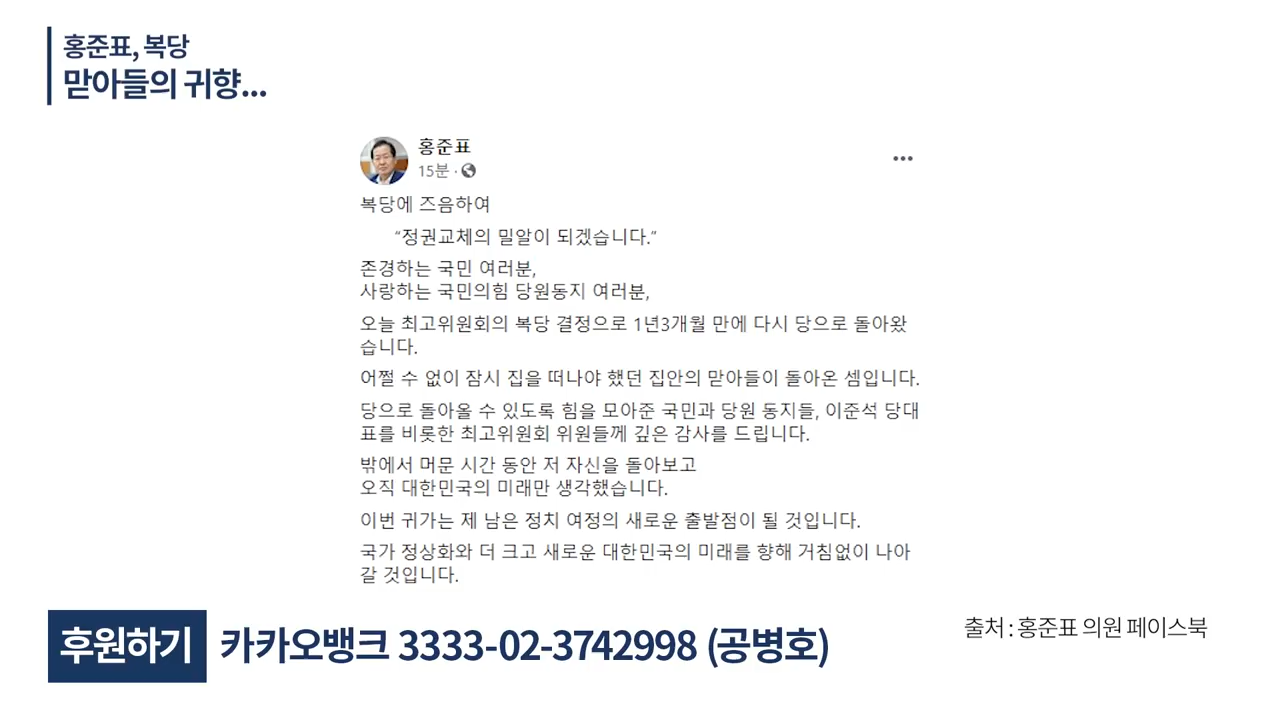 홍준표, 복당
맏아들의 귀향...
홍준표
15분 ·
복당에 즈음하여
“정권교체의 밀알이 되겠습니다.“
존경하는 국민 여러분,
사랑하는 국민의힘 당원동지 여러분,
오늘 최고위원회의 복당 결정으로 1년3개월 만에 다시 당으로 돌아왔
습니다.
어쩔 수 없이 잠시 집을 떠나야 했던 집안의 맏아들이 돌아온 셈입니다.
당으로 돌아올 수 있도록 힘을 모아준 국민과 당원 동지들, 이준석 당대
표를 비롯한 최고위원회 위원들께 깊은 감사를 드립니다.
밖에서 머문 시간 동안 저 자신을 돌아보고
오직 대한민국의 미래만 생각했습니다.
이번 귀가는 제 남은 정치 여정의 새로운 출발점이 될 것입니다.
국가 정상화와 더 크고 새로운 대한민국의 미래를 향해 거침없이 나아
갈 것입니다.
후원하기 카카오뱅크 3333-02-3742998 (공병호)
출처 : 홍준표 의원 페이스북